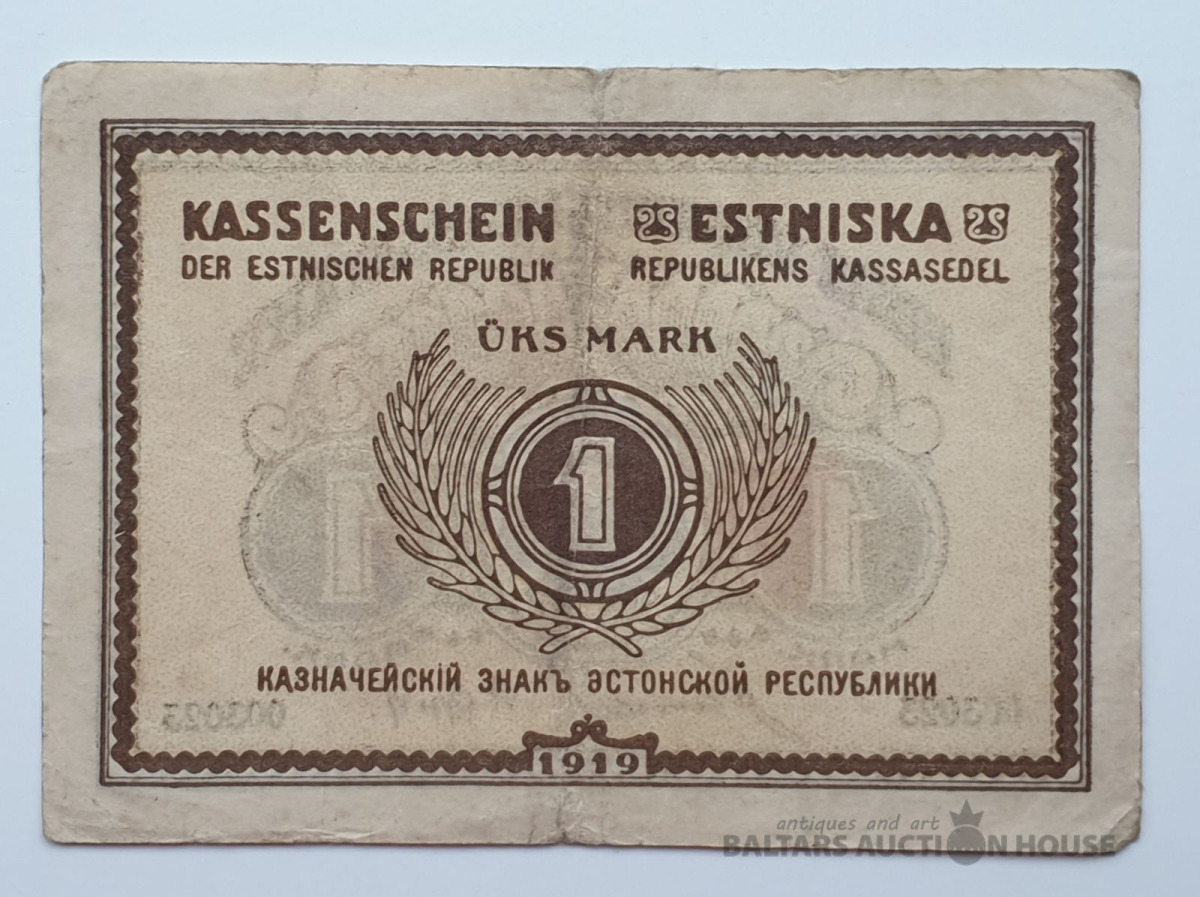 KASSENSCHEIN
DER ESTNISCHEN REPUBLIK
ESTNISKA
REPUBLIKENS KASSASEDEL
ÜKS MARK
1
КАЗНАЧЕЙСКІЙ ЗНАКЪ ЭСТОНСКОЙ РЕСПУБЛИКИ
1919
antiques and art
BALTARS AUCTION HOUSE